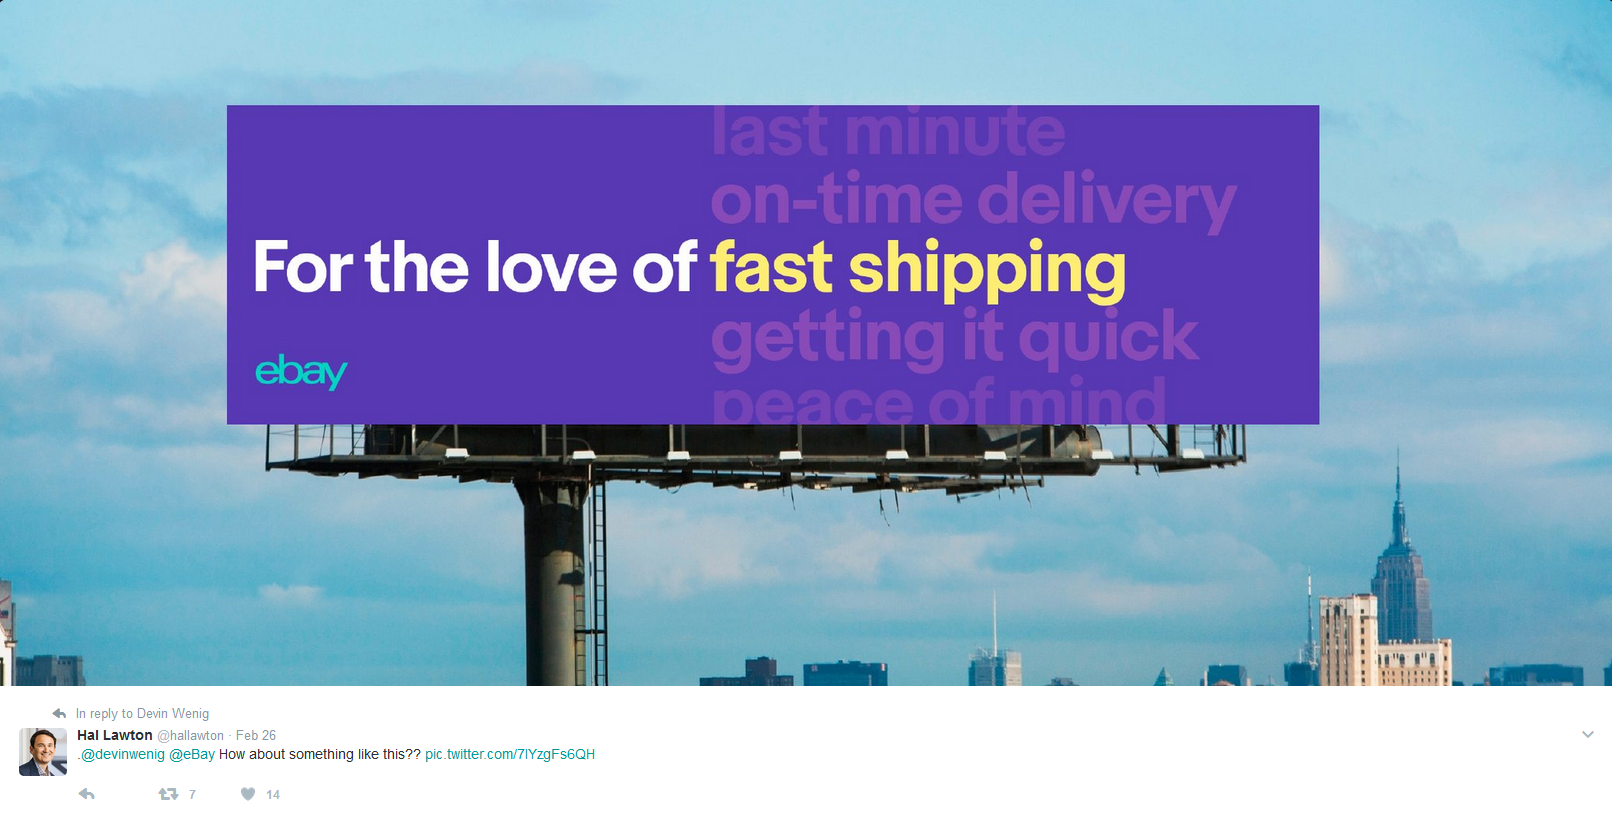 last minute
on-time delivery
For the love of fast shipping
getting it quick
peace of mind
ebay
In reply to Devin Wenig
Hal Lawton @hallawton · Feb 26
.@devinwenig @eBay How about something like this?? pic.twitter.com/7lYzgFs6QH
7 14